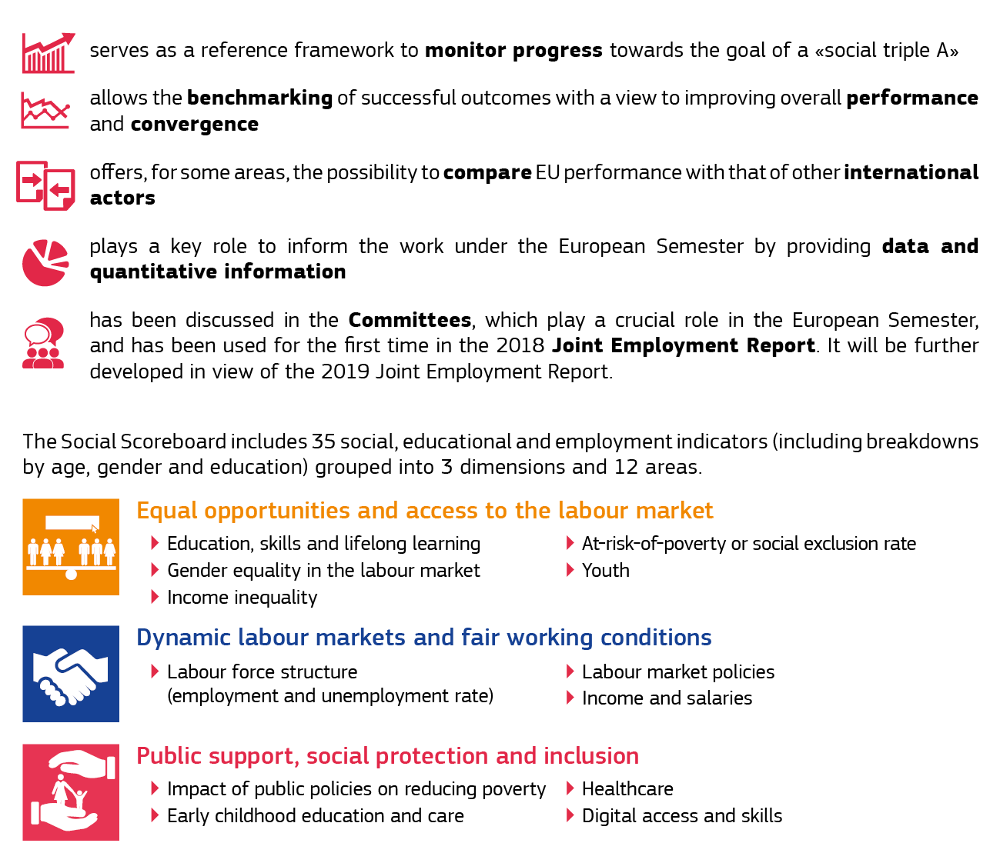 serves as a reference framework to monitor progress towards the goal of a «social triple A»
allows the benchmarking of successful outcomes with a view to improving overall performance
and convergence
offers, for some areas, the possibility to compare EU performance with that of other international
actors
plays a key role to inform the work under the European Semester by providing data and
quantitative information
has been discussed in the Committees, which play a crucial role in the European Semester,
and has been used for the first time in the 2018 Joint Employment Report. It will be further
developed in view of the 2019 Joint Employment Report.
The Social Scoreboard includes 35 social, educational and employment indicators (including breakdowns
by age, gender and education) grouped into 3 dimensions and 12 areas.
Equal opportunities and access to the labour market
Education, skills and lifelong learning
Gender equality in the labour market
Income inequality
At-risk-of-poverty or social exclusion rate
Youth
Dynamic labour markets and fair working conditions
Labour force structure
(employment and unemployment rate)
Labour market policies
Income and salaries
Public support, social protection and inclusion
Impact of public policies on reducing poverty
Early childhood education and care
Healthcare
Digital access and skills